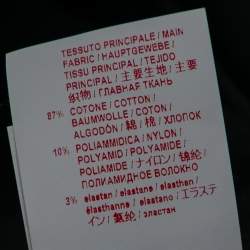 TESSUTO PRINCIPALE / MAIN
FABRIC / HAUPTGEWEBE /
TISSU PRINCIPAL / TEJIDO
PRINCIPAL / 主要生地 / 主要
织物 / ГЛАВНАЯ ТКАНЬ
87% COTONE / COTTON /
BAUMWOLLE / COTON /
ALGODÓN / 綿 / 棉 / ХЛОПОК
10% POLIAMMIDICA / NYLON /
POLYAMID / POLYAMIDE /
POLIAMIDE / ナイロン / 锦纶 /
ПОЛИАМИДНОЕ ВОЛОКНО
3% elastan / elastane / elasthan /
élasthanne / elastano / エラステ
イン / 氨纶 / эластан